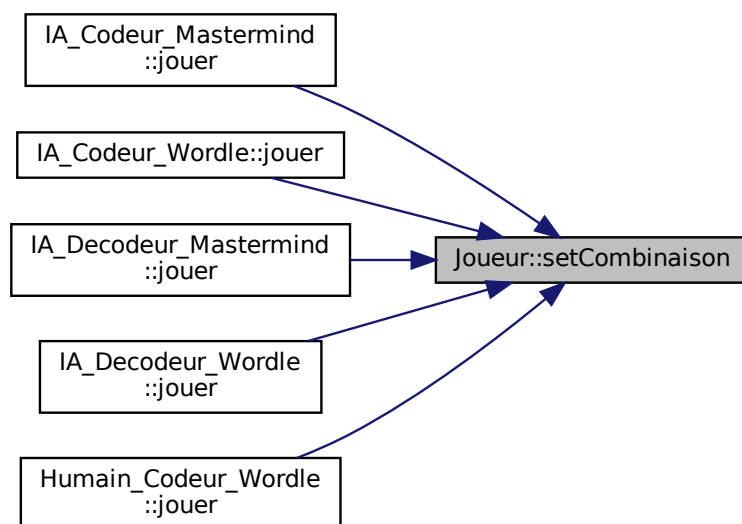 IA_Codeur_Mastermind
::jouer
IA_Codeur_Wordle::jouer
IA_Decodeur_Mastermind
::jouer
Joueur::setCombinaison
IA_Decodeur_Wordle
::jouer
Humain_Codeur_Wordle
::jouer